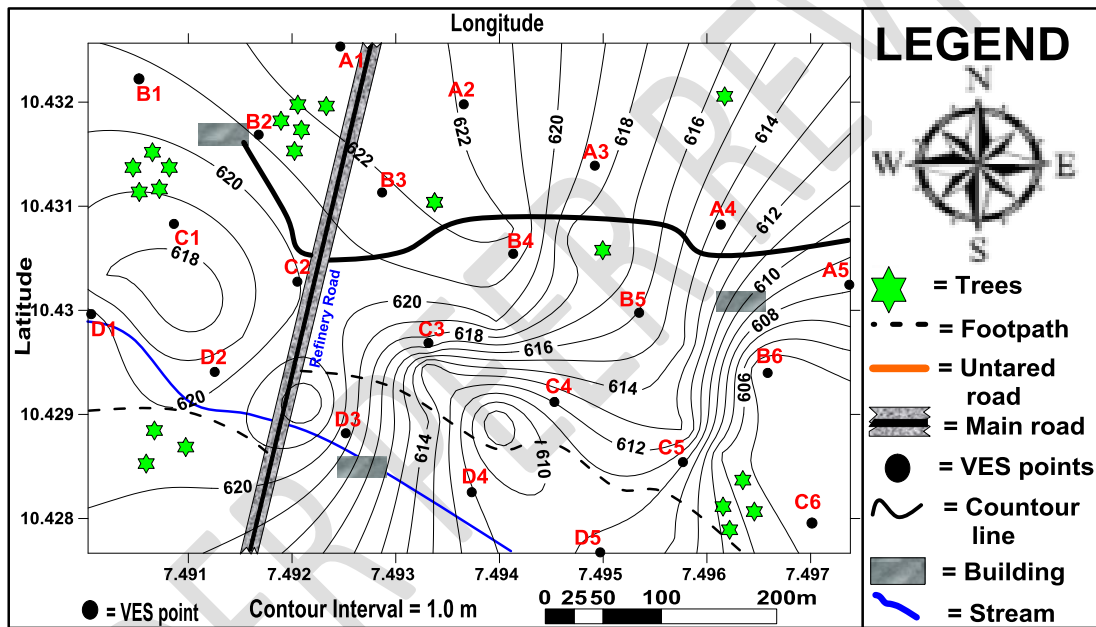 Longitude
Latitude
10.432
10.431
10.43
10.429
10.428
7.491
7.492
7.493
7.494
7.495
7.496
7.497
A1
A2
A3
A4
A5
B1
B2
B3
B4
B5
B6
C1
C2
C3
C4
C5
C6
D1
D2
D3
D4
D5
620
622
622
620
618
616
614
612
610
608
606
618
620
618
616
614
612
610
614
620
620
Refinery Road
= VES point
Contour Interval = 1.0 m
0 25 50 100 200m
LEGEND
N
W E
S
= Trees
= Footpath
= Untared
road
= Main road
= VES points
= Countour
line
= Building
= Stream
PEER REV